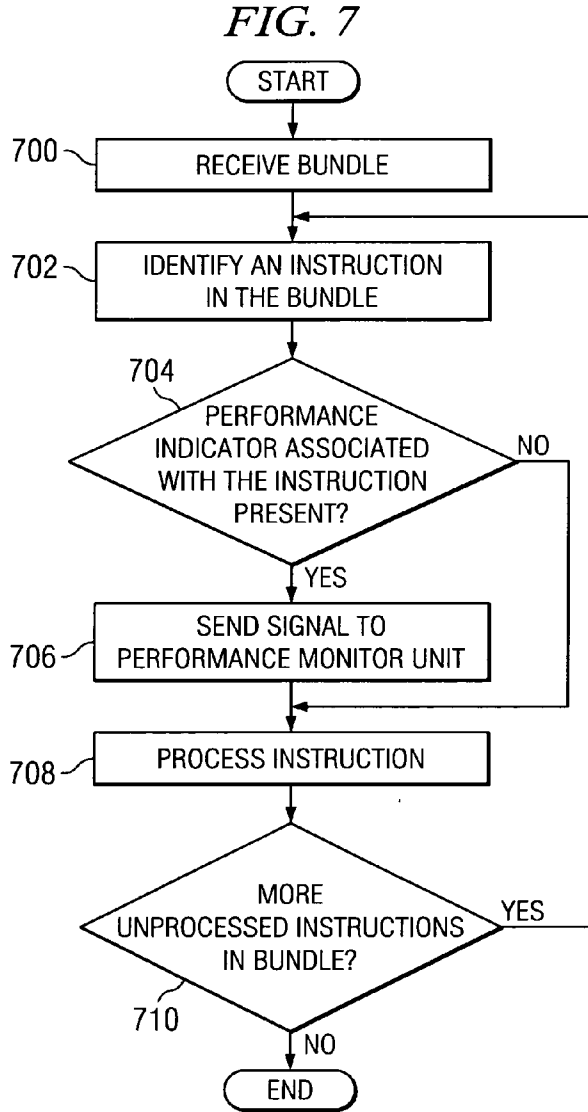 FIG. 7
START
700
RECEIVE BUNDLE
702
IDENTIFY AN INSTRUCTION
IN THE BUNDLE
704
PERFORMANCE
INDICATOR ASSOCIATED
WITH THE INSTRUCTION
PRESENT?
NO
YES
706
SEND SIGNAL TO
PERFORMANCE MONITOR UNIT
708
PROCESS INSTRUCTION
MORE
UNPROCESSED INSTRUCTIONS
IN BUNDLE?
YES
710
NO
END